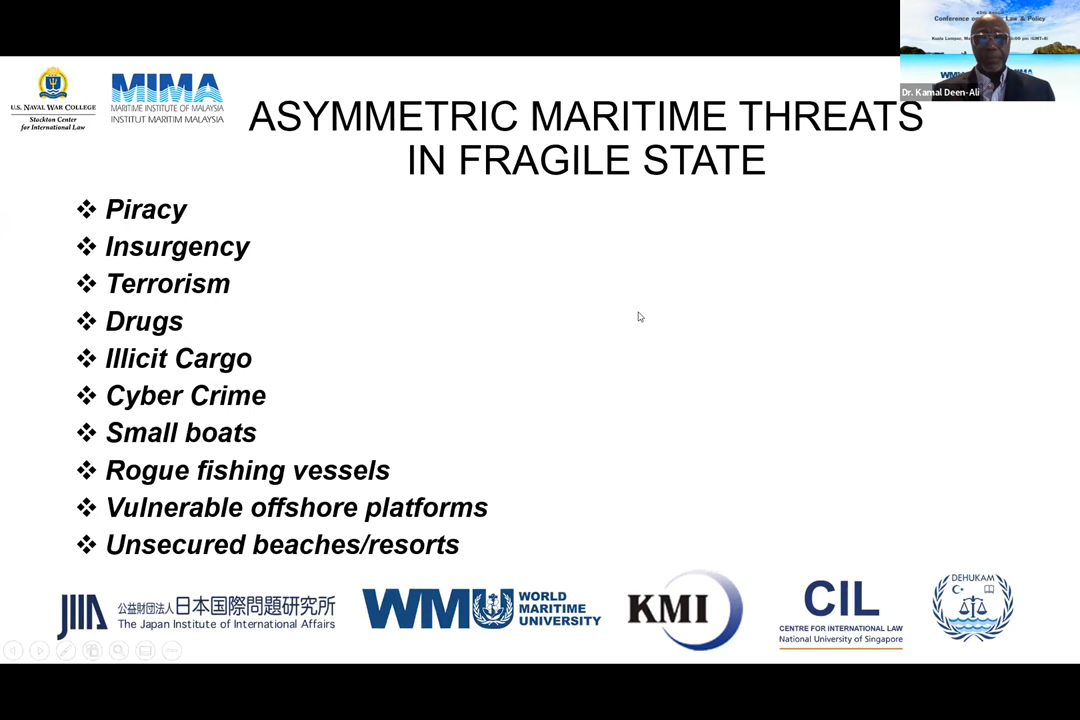 U.S. NAVAL WAR COLLEGE
Stockton Center
for International Law
MIMA
MARITIME INSTITUTE OF MALAYSIA
INSTITUT MARITIM MALAYSIA
Conference on
Law & Policy
Kuala Lumpur,
Dr. Kamal Deen-Ali
ASYMMETRIC MARITIME THREATS
IN FRAGILE STATE
❖ Piracy
❖ Insurgency
❖ Terrorism
❖ Drugs
❖ Illicit Cargo
❖ Cyber Crime
❖ Small boats
❖ Rogue fishing vessels
❖ Vulnerable offshore platforms
❖ Unsecured beaches/resorts
JIIA
公益財団法人日本国際問題研究所
The Japan Institute of International Affairs
WMU
WORLD
MARITIME
UNIVERSITY
KMI
CIL
CENTRE FOR INTERNATIONAL LAW
National University of Singapore
DEHUKAM